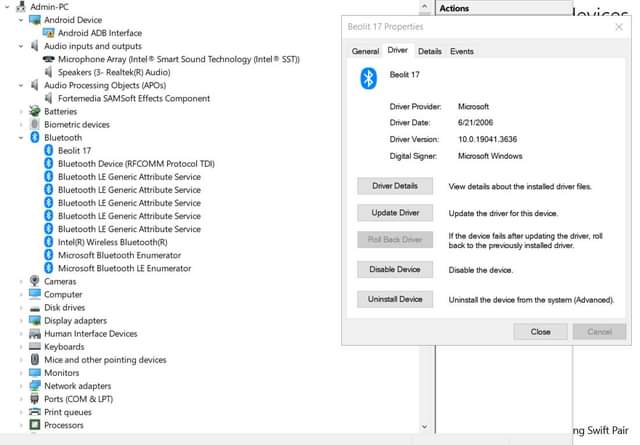 Admin-PC
Android Device
Android ADB Interface
Audio inputs and outputs
Microphone Array (Intel® Smart Sound Technology (Intel® SST))
Speakers (3- Realtek(R) Audio)
Audio Processing Objects (APOs)
Fortemedia SAMSoft Effects Component
Batteries
Biometric devices
Bluetooth
Beolit 17
Bluetooth Device (RFCOMM Protocol TDI)
Bluetooth LE Generic Attribute Service
Bluetooth LE Generic Attribute Service
Bluetooth LE Generic Attribute Service
Bluetooth LE Generic Attribute Service
Bluetooth LE Generic Attribute Service
Intel(R) Wireless Bluetooth(R)
Microsoft Bluetooth Enumerator
Microsoft Bluetooth LE Enumerator
Cameras
Computer
Disk drives
Display adapters
Human Interface Devices
Keyboards
Mice and other pointing devices
Monitors
Network adapters
Ports (COM & LPT)
Print queues
Processors
Actions
devices
Beolit 17 Properties
General Driver Details Events
Beolit 17
Driver Provider: Microsoft
Driver Date: 6/21/2006
Driver Version: 10.0.19041.3636
Digital Signer: Microsoft Windows
Driver Details View details about the installed driver files.
Update Driver Update the driver for this device.
Roll Back Driver If the device fails after updating the driver, roll
back to the previously installed driver.
Disable Device Disable the device.
Uninstall Device Uninstall the device from the system (Advanced).
Close Cancel
ng Swift Pair